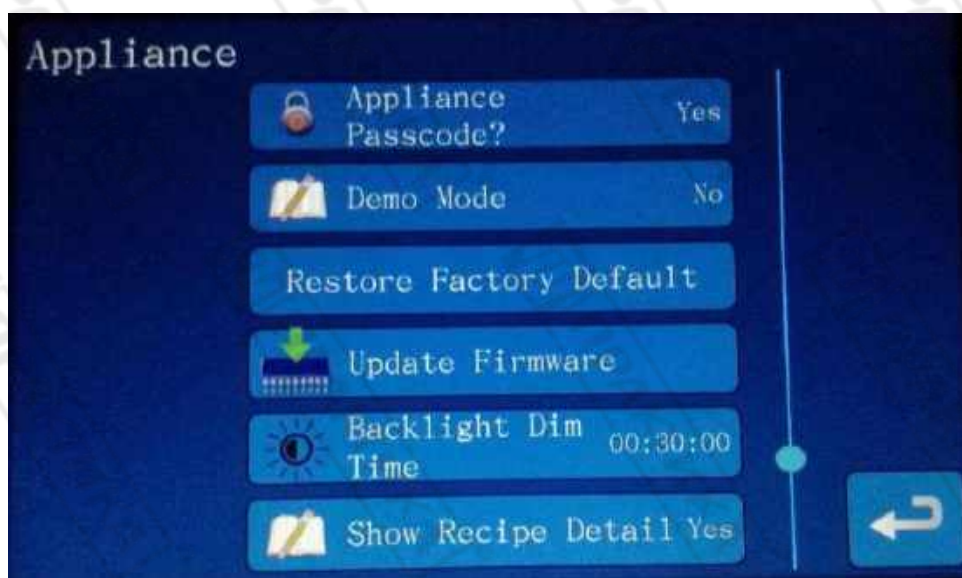 Appliance
Appliance
Passcode?
Yes
Demo Mode No
Restore Factory Default
Update Firmware
Backlight Dim
Time
00:30:00
Show Recipe Detail Yes